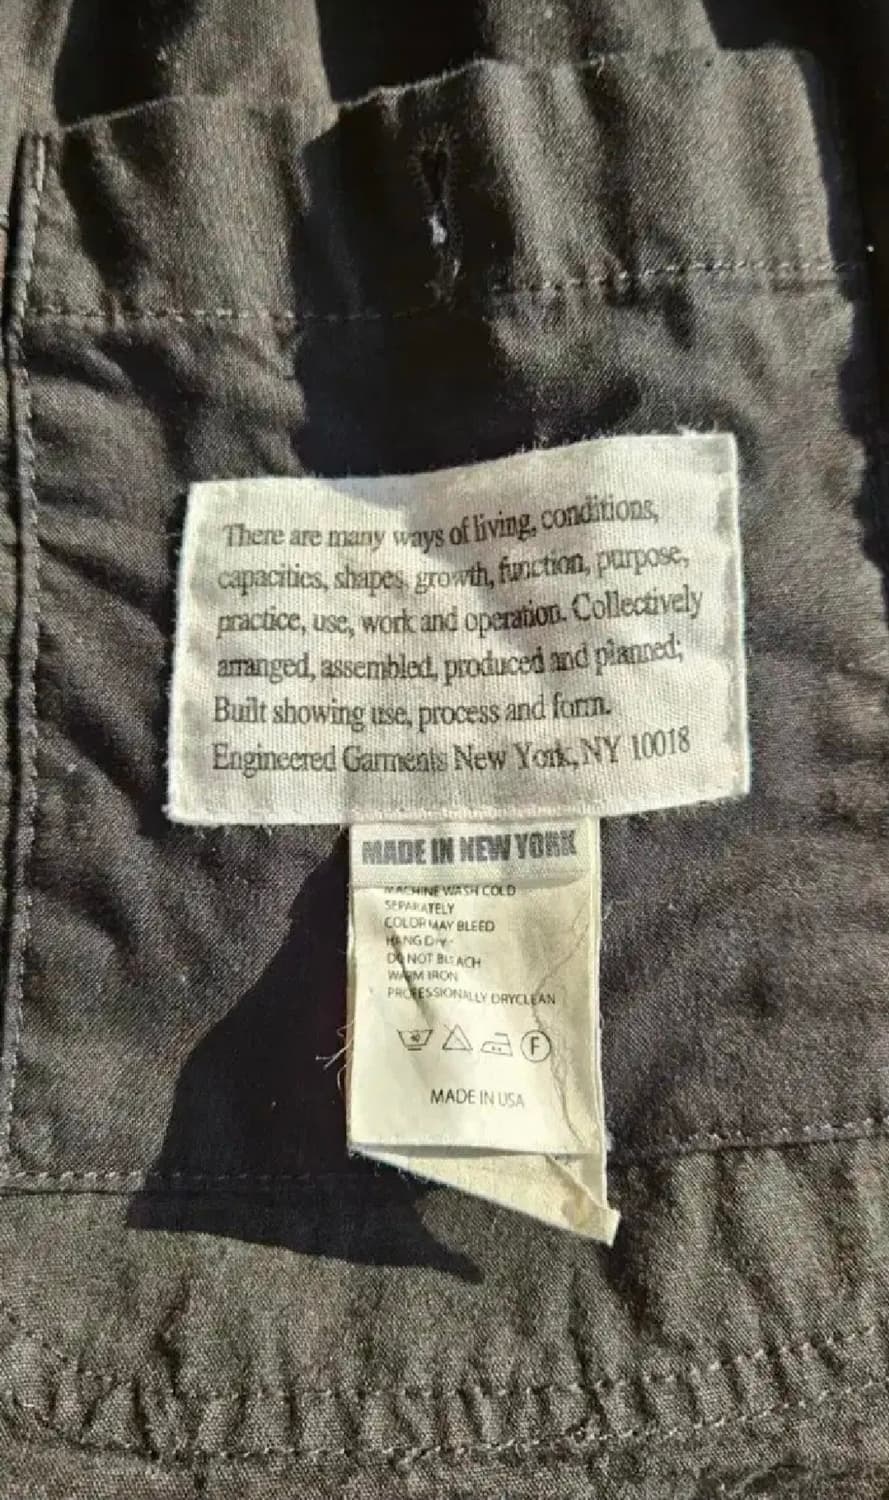 There are many ways of living, conditions,
capacities, shapes, growth, function, purpose,
practice, use, work and operation. Collectively
arranged, assembled, produced and planned;
Built showing use, process and form.
Engineered Garments New York, NY 10018
MADE IN NEW YORK
MACHINE WASH COLD
SEPARATELY
COLOR MAY BLEED
HANG DRY
DO NOT BLEACH
WARM IRON
PROFESSIONALLY DRYCLEAN
F
MADE IN USA